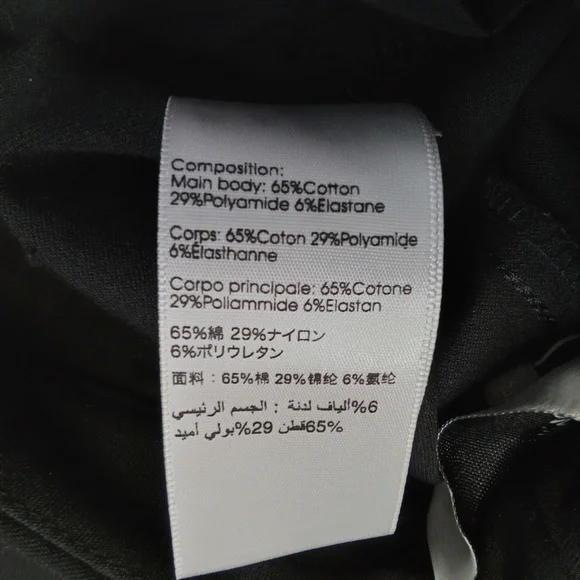 Composition:
Main body: 65%Cotton
29%Polyamide 6%Elastane
Corps: 65%Coton 29%Polyamide
6%Élasthanne
Corpo principale: 65%Cotone
29%Poliammide 6%Elastan
65%綿 29%ナイロン
6%ポリウレタン
面料：65%棉 29%锦纶 6%氨纶
6%ألياف لدنة : الجسم الرئيسي
65%قطن 29%بولي أميد